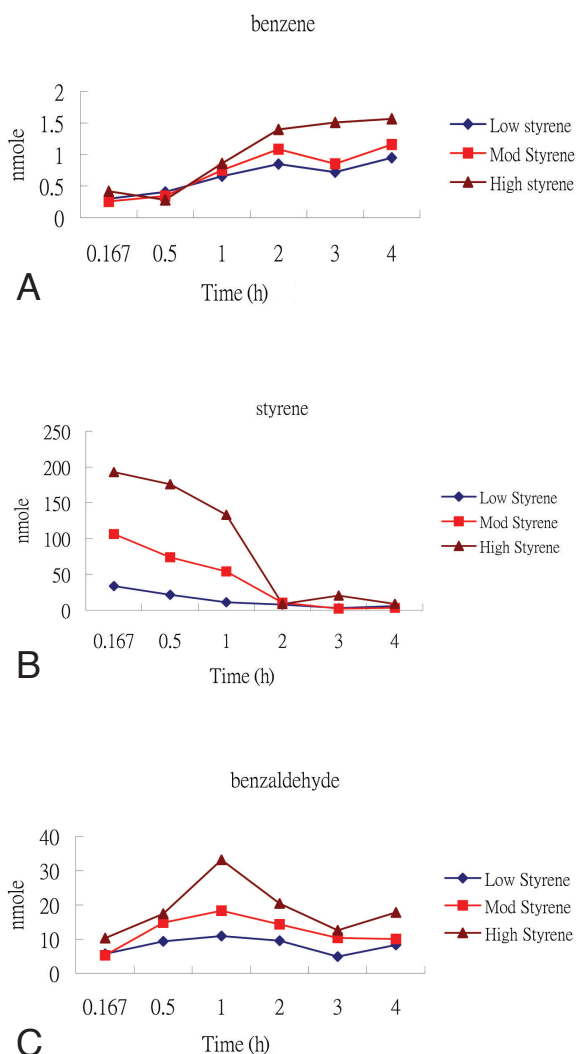 benzene
2
1.5
1
0.5
0
nmole
0.167 0.5 1 2 3 4
Time (h)
Low styrene
Mod Styrene
High styrene
A
styrene
250
200
150
100
50
0
nmole
0.167 0.5 1 2 3 4
Time (h)
Low Styrene
Mod Styrene
High Styrene
B
benzaldehyde
40
30
20
10
0
nmole
0.167 0.5 1 2 3 4
Time (h)
Low Styrene
Mod Styrene
High Styrene
C